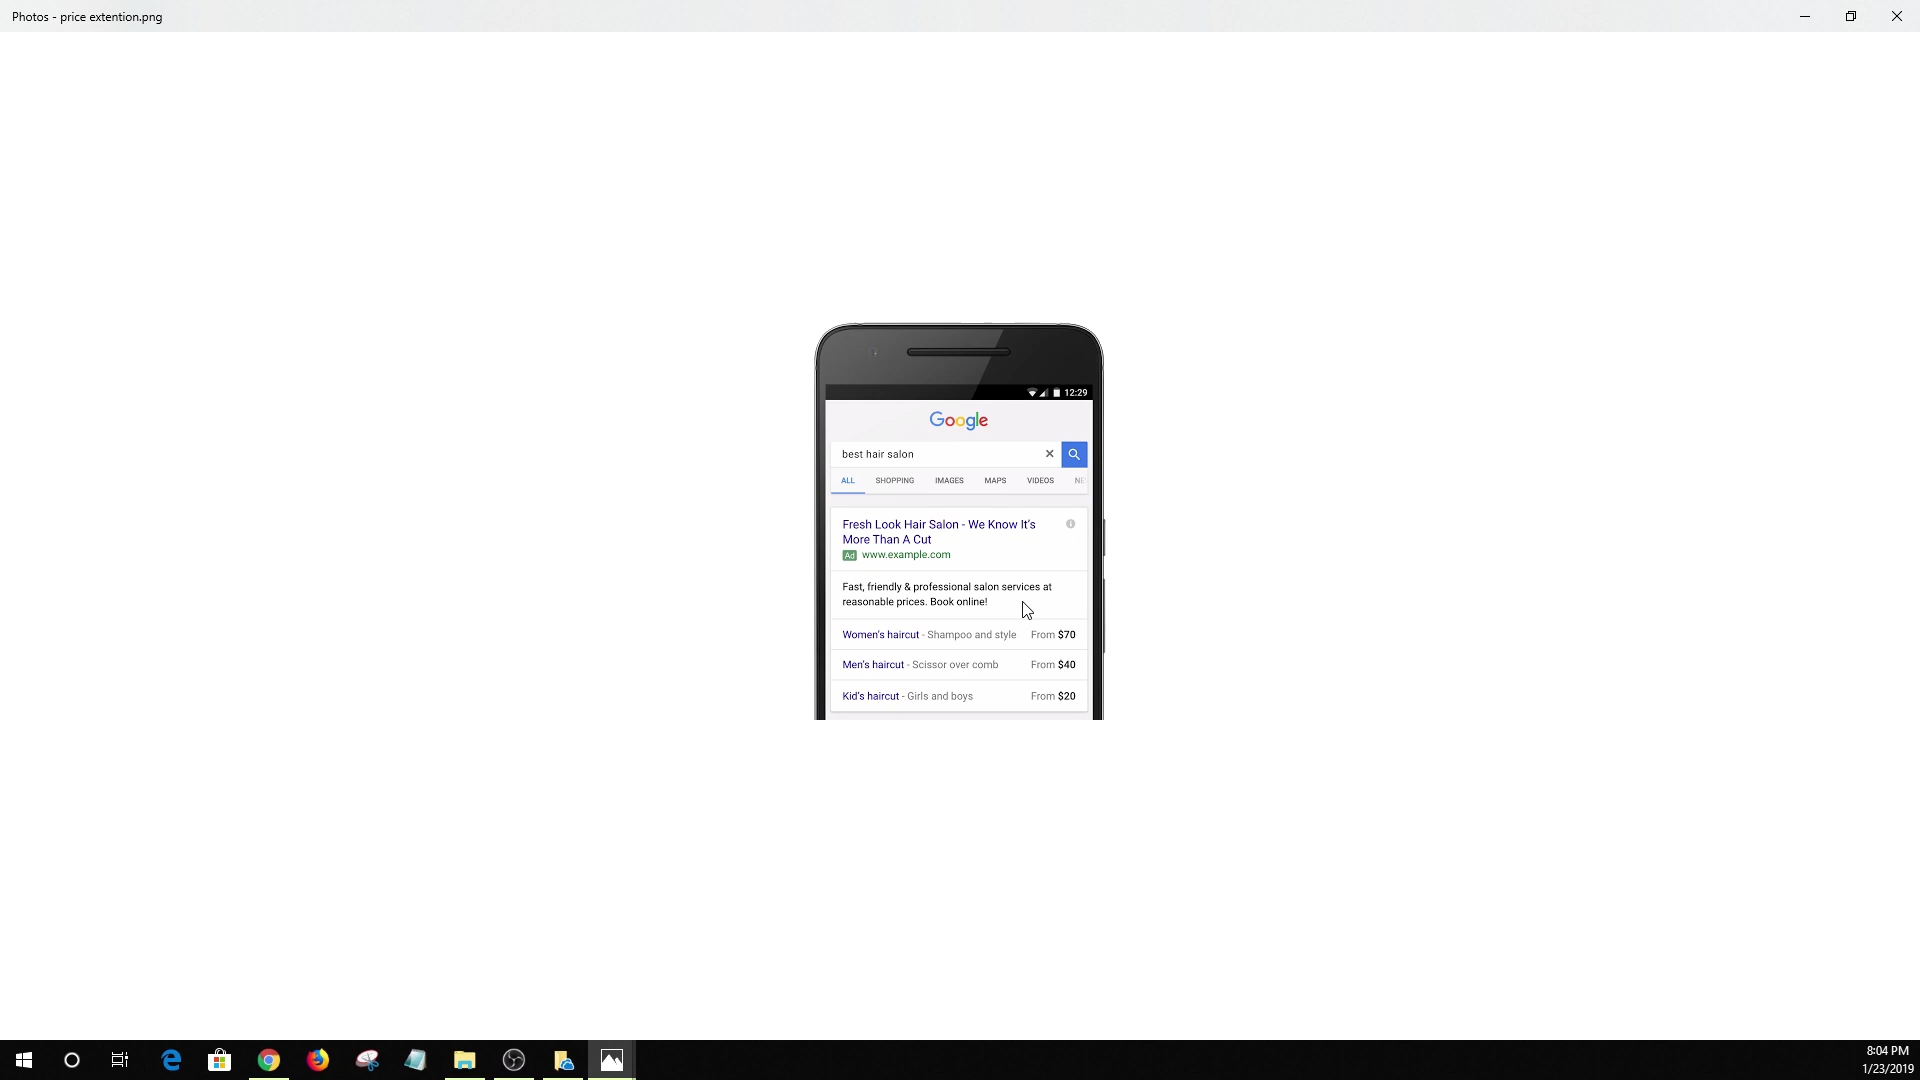 Photos - price extention.png
12:29
Google
best hair salon
ALL SHOPPING IMAGES MAPS VIDEOS NE
Fresh Look Hair Salon - We Know It's
More Than A Cut
Ad www.example.com
Fast, friendly & professional salon services at
reasonable prices. Book online!
Women's haircut - Shampoo and style From $70
Men's haircut - Scissor over comb From $40
Kid's haircut - Girls and boys From $20
8:04 PM
1/23/2019